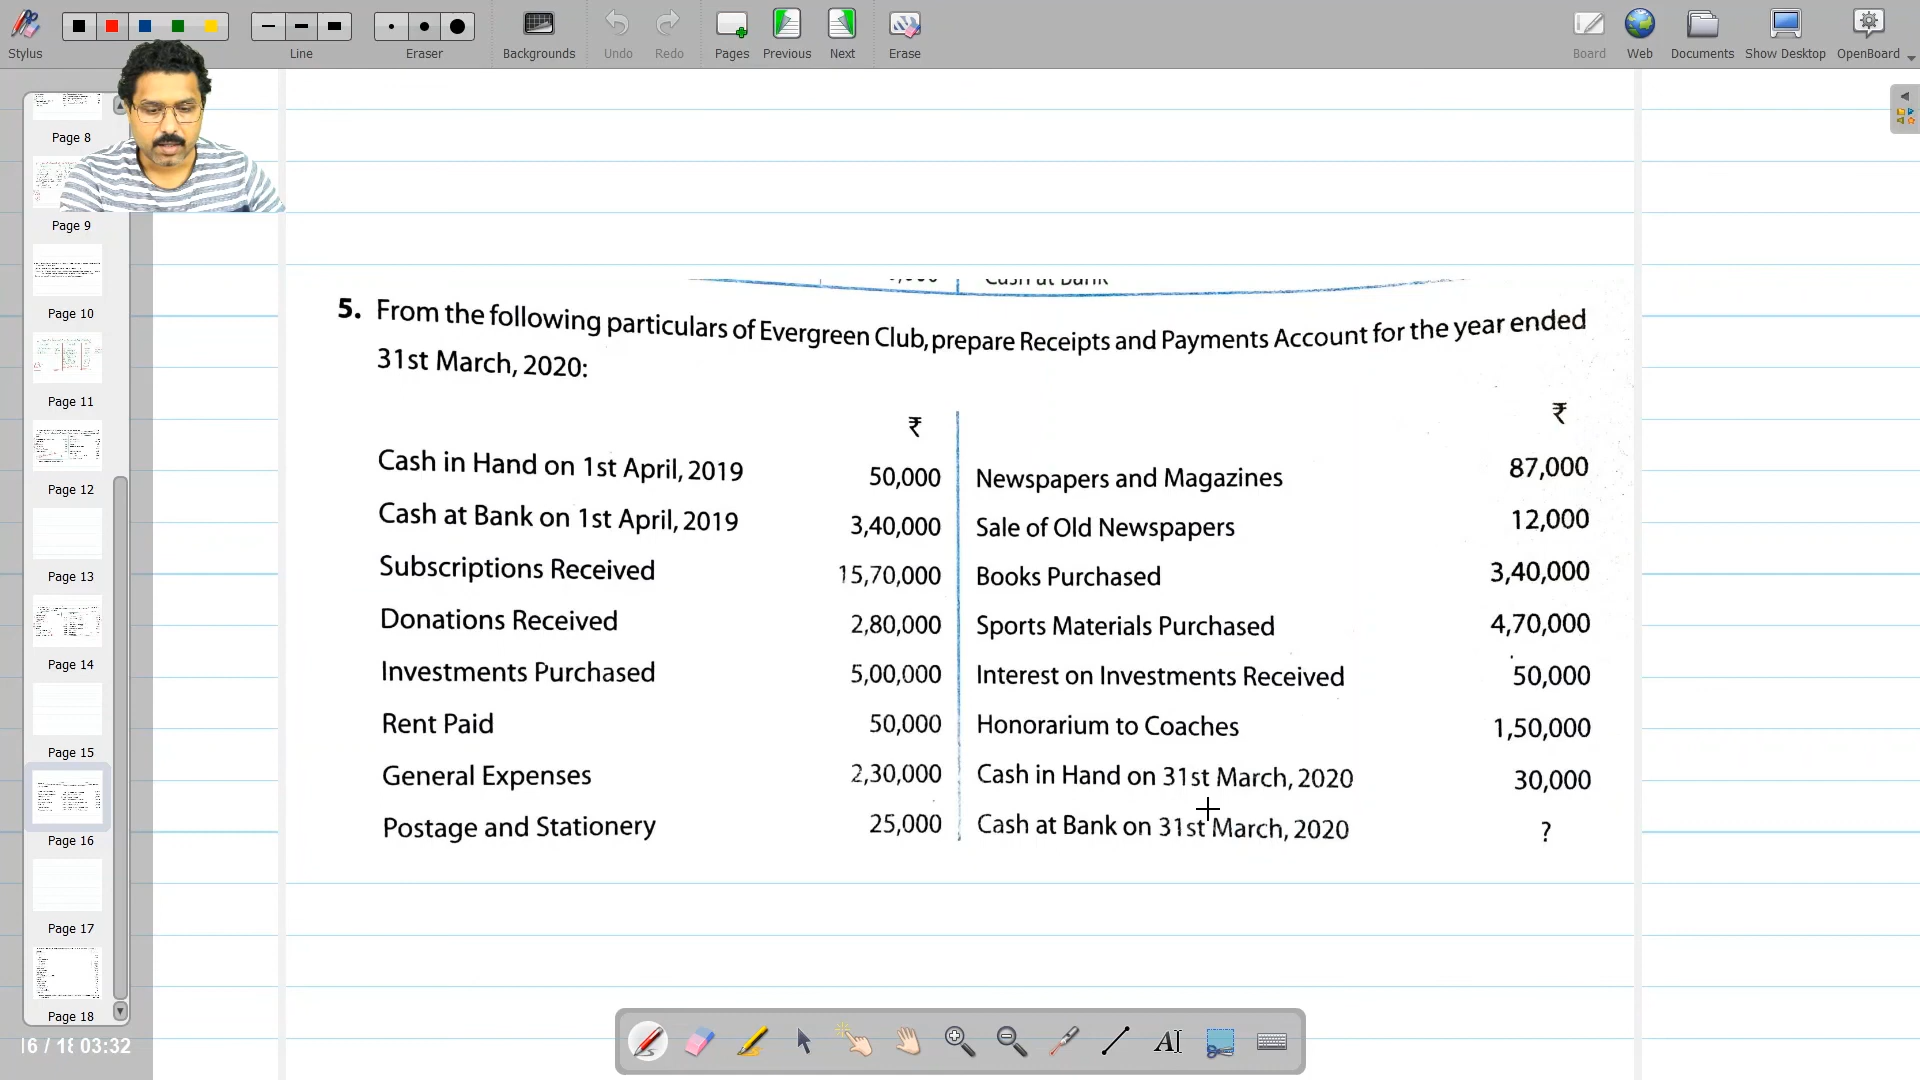 Stylus
Line
Eraser
Backgrounds
Undo
Redo
Pages
Previous
Next
Erase
Board
Web
Documents
Show Desktop
OpenBoard
Page 8
Page 9
Page 10
Page 11
Page 12
Page 13
Page 14
Page 15
Page 16
Page 17
Page 18
03:32
Cash at Bank
5. From the following particulars of Evergreen Club, prepare Receipts and Payments Account for the year ended
31st March, 2020:
₹ ₹
Cash in Hand on 1st April, 2019 50,000 Newspapers and Magazines 87,000
Cash at Bank on 1st April, 2019 3,40,000 Sale of Old Newspapers 12,000
Subscriptions Received 15,70,000 Books Purchased 3,40,000
Donations Received 2,80,000 Sports Materials Purchased 4,70,000
Investments Purchased 5,00,000 Interest on Investments Received 50,000
Rent Paid 50,000 Honorarium to Coaches 1,50,000
General Expenses 2,30,000 Cash in Hand on 31st March, 2020 30,000
Postage and Stationery 25,000 Cash at Bank on 31st March, 2020 ?